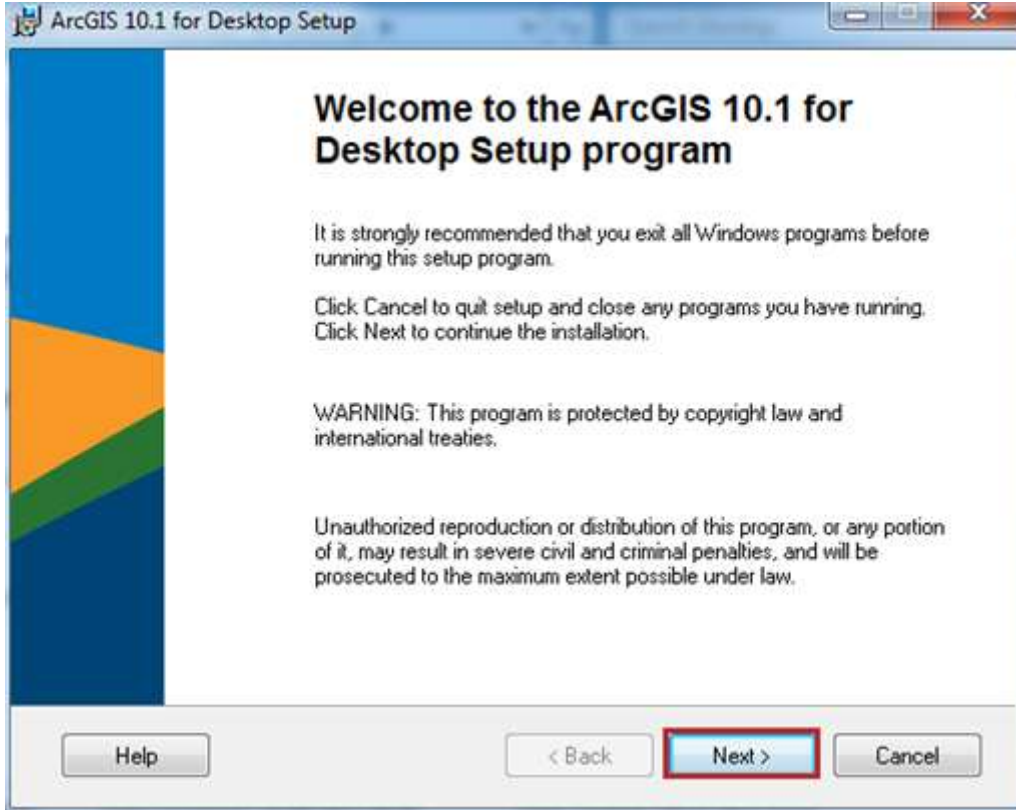 ArcGIS 10.1 for Desktop Setup
Welcome to the ArcGIS 10.1 for
Desktop Setup program
It is strongly recommended that you exit all Windows programs before
running this setup program.
Click Cancel to quit setup and close any programs you have running.
Click Next to continue the installation.
WARNING: This program is protected by copyright law and
international treaties.
Unauthorized reproduction or distribution of this program, or any portion
of it, may result in severe civil and criminal penalties, and will be
prosecuted to the maximum extent possible under law.
Help
< Back
Next >
Cancel